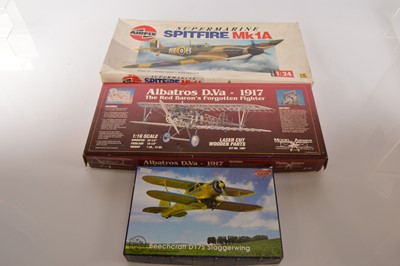 AIRFIX
SUPERMARINE
SPITFIRE Mk1A
1:24
Albatros D.Va - 1917
The Red Baron's Forgotten Fighter
1/16 SCALE
LASER CUT
WOODEN PARTS
Albatros D.Va - 1917
Beechcraft D17S Staggerwing